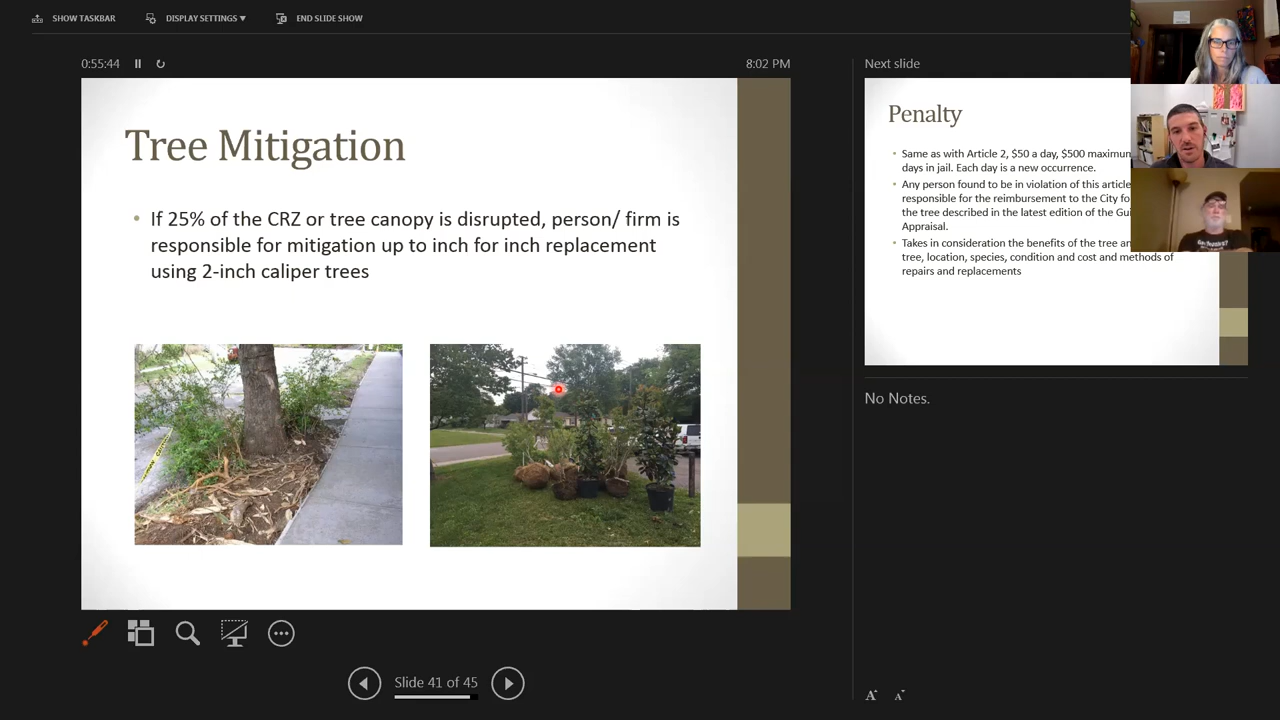 SHOW TASKBAR
DISPLAY SETTINGS ▼
END SLIDE SHOW
0:55:44
8:02 PM
Tree Mitigation
• If 25% of the CRZ or tree canopy is disrupted, person/ firm is
responsible for mitigation up to inch for inch replacement
using 2-inch caliper trees
Slide 41 of 45
Next slide
Penalty
• Same as with Article 2, $50 a day, $500 maximum
days in jail. Each day is a new occurrence.
• Any person found to be in violation of this article
responsible for the reimbursement to the City fo
the tree described in the latest edition of the Gui
Appraisal.
• Takes in consideration the benefits of the tree an
tree, location, species, condition and cost and methods of
repairs and replacements
No Notes.
A A